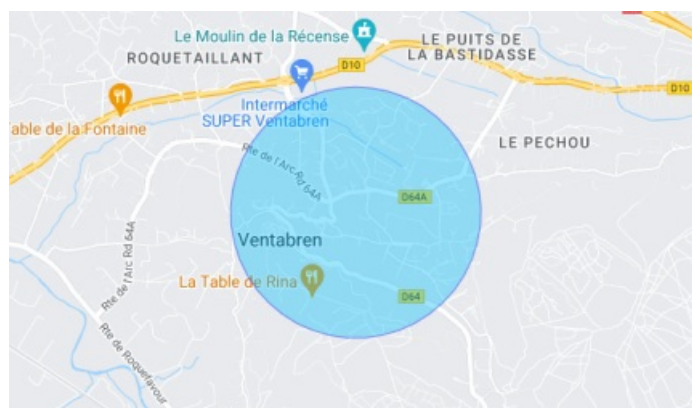 Le Moulin de la Récense
LE PUITS DE
LA BASTIDASSE
ROQUETAILLANT
D10
D10
Intermarché
SUPER Ventabren
able de la Fontaine
LE PECHOU
Rte de l'Arc Rd 64A
D64A
Ventabren
Rte de l'Arc Rd 64A
La Table de Rina
D64
Rte de Roquefavour